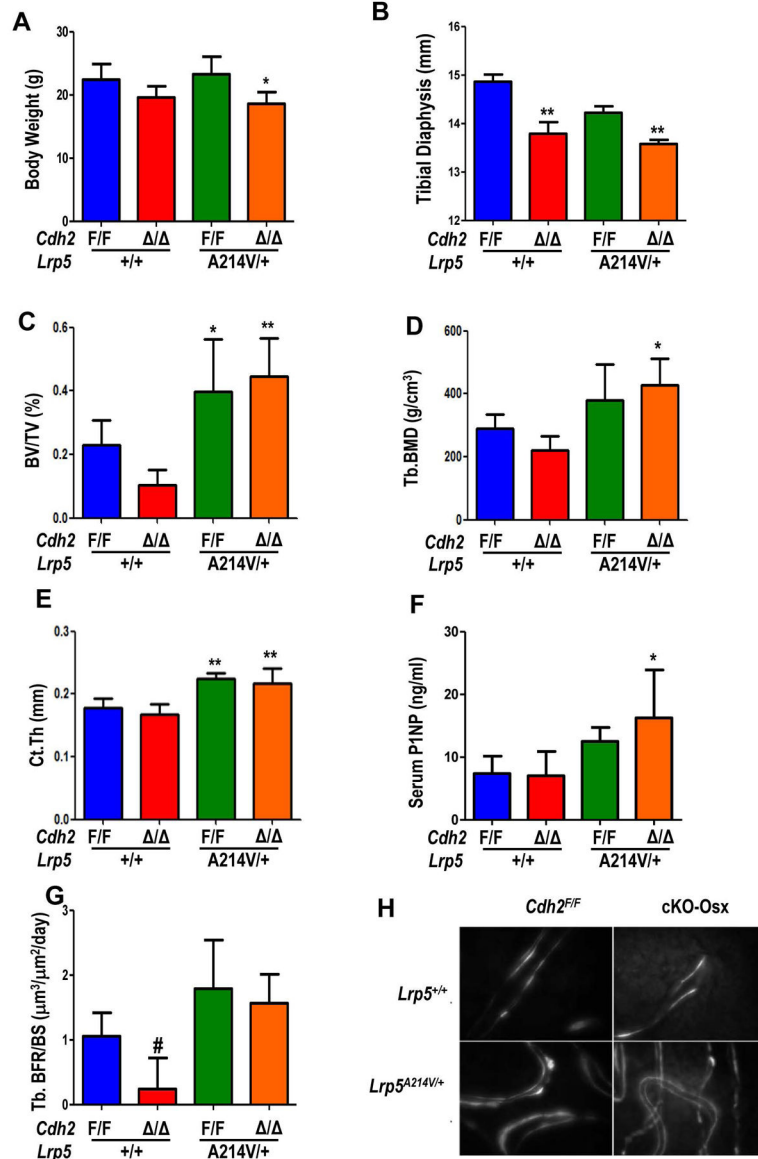 A
Body Weight (g)
30
20
10
0
*
Cdh2 F/F Δ/Δ F/F Δ/Δ
Lrp5 +/+ A214V/+
B
Tibial Diaphysis (mm)
16
15
14
13
12
**
**
Cdh2 F/F Δ/Δ F/F Δ/Δ
Lrp5 +/+ A214V/+
C
BV/TV (%)
0.6
0.4
0.2
0.0
*
**
Cdh2 F/F Δ/Δ F/F Δ/Δ
Lrp5 +/+ A214V/+
D
Tb.BMD (g/cm³)
600
400
200
0
*
Cdh2 F/F Δ/Δ F/F Δ/Δ
Lrp5 +/+ A214V/+
E
Ct.Th (mm)
0.3
0.2
0.1
0.0
**
**
Cdh2 F/F Δ/Δ F/F Δ/Δ
Lrp5 +/+ A214V/+
F
Serum P1NP (ng/ml)
30
20
10
0
*
Cdh2 F/F Δ/Δ F/F Δ/Δ
Lrp5 +/+ A214V/+
G
Tb. BFR/BS (µm³/µm²/day)
3
2
1
0
#
Cdh2 F/F Δ/Δ F/F Δ/Δ
Lrp5 +/+ A214V/+
H
Cdh2F/F cKO-Osx
Lrp5+/+
Lrp5A214V/+